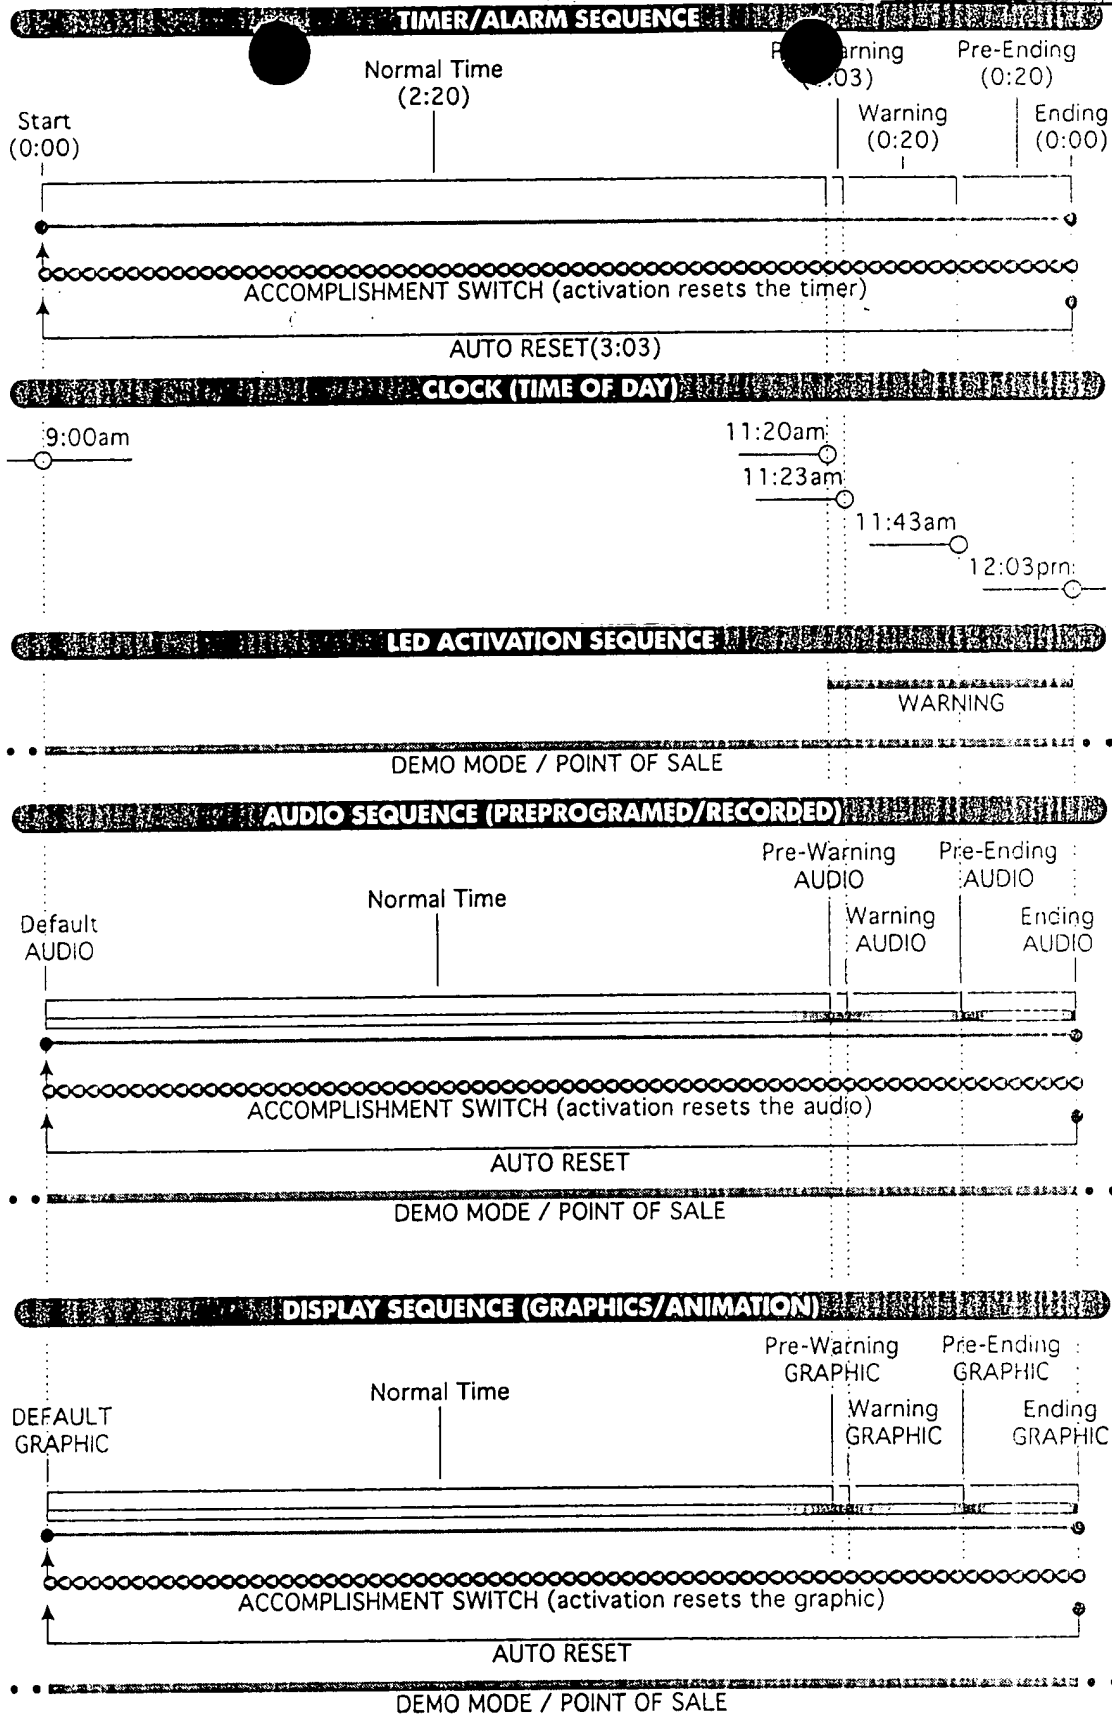 TIMER/ALARM SEQUENCE
Pre-Ending
(0:20)
Normal Time
(2:20)
Warning
(0:20)
Ending
(0:00)
Start
(0:00)
ACCOMPLISHMENT SWITCH (activation resets the timer)
AUTO RESET(3:03)
CLOCK (TIME OF DAY)
9:00am
11:20am
11:23am
11:43am
12:03pm
LED ACTIVATION SEQUENCE
WARNING
DEMO MODE / POINT OF SALE
AUDIO SEQUENCE (PREPROGRAMED/RECORDED)
Pre-Warning
AUDIO
Pre-Ending
AUDIO
Normal Time
Default
AUDIO
Warning
AUDIO
Ending
AUDIO
ACCOMPLISHMENT SWITCH (activation resets the audio)
AUTO RESET
DEMO MODE / POINT OF SALE
DISPLAY SEQUENCE (GRAPHICS/ANIMATION)
Pre-Warning
GRAPHIC
Pre-Ending
GRAPHIC
Normal Time
DEFAULT
GRAPHIC
Warning
GRAPHIC
Ending
GRAPHIC
ACCOMPLISHMENT SWITCH (activation resets the graphic)
AUTO RESET
DEMO MODE / POINT OF SALE